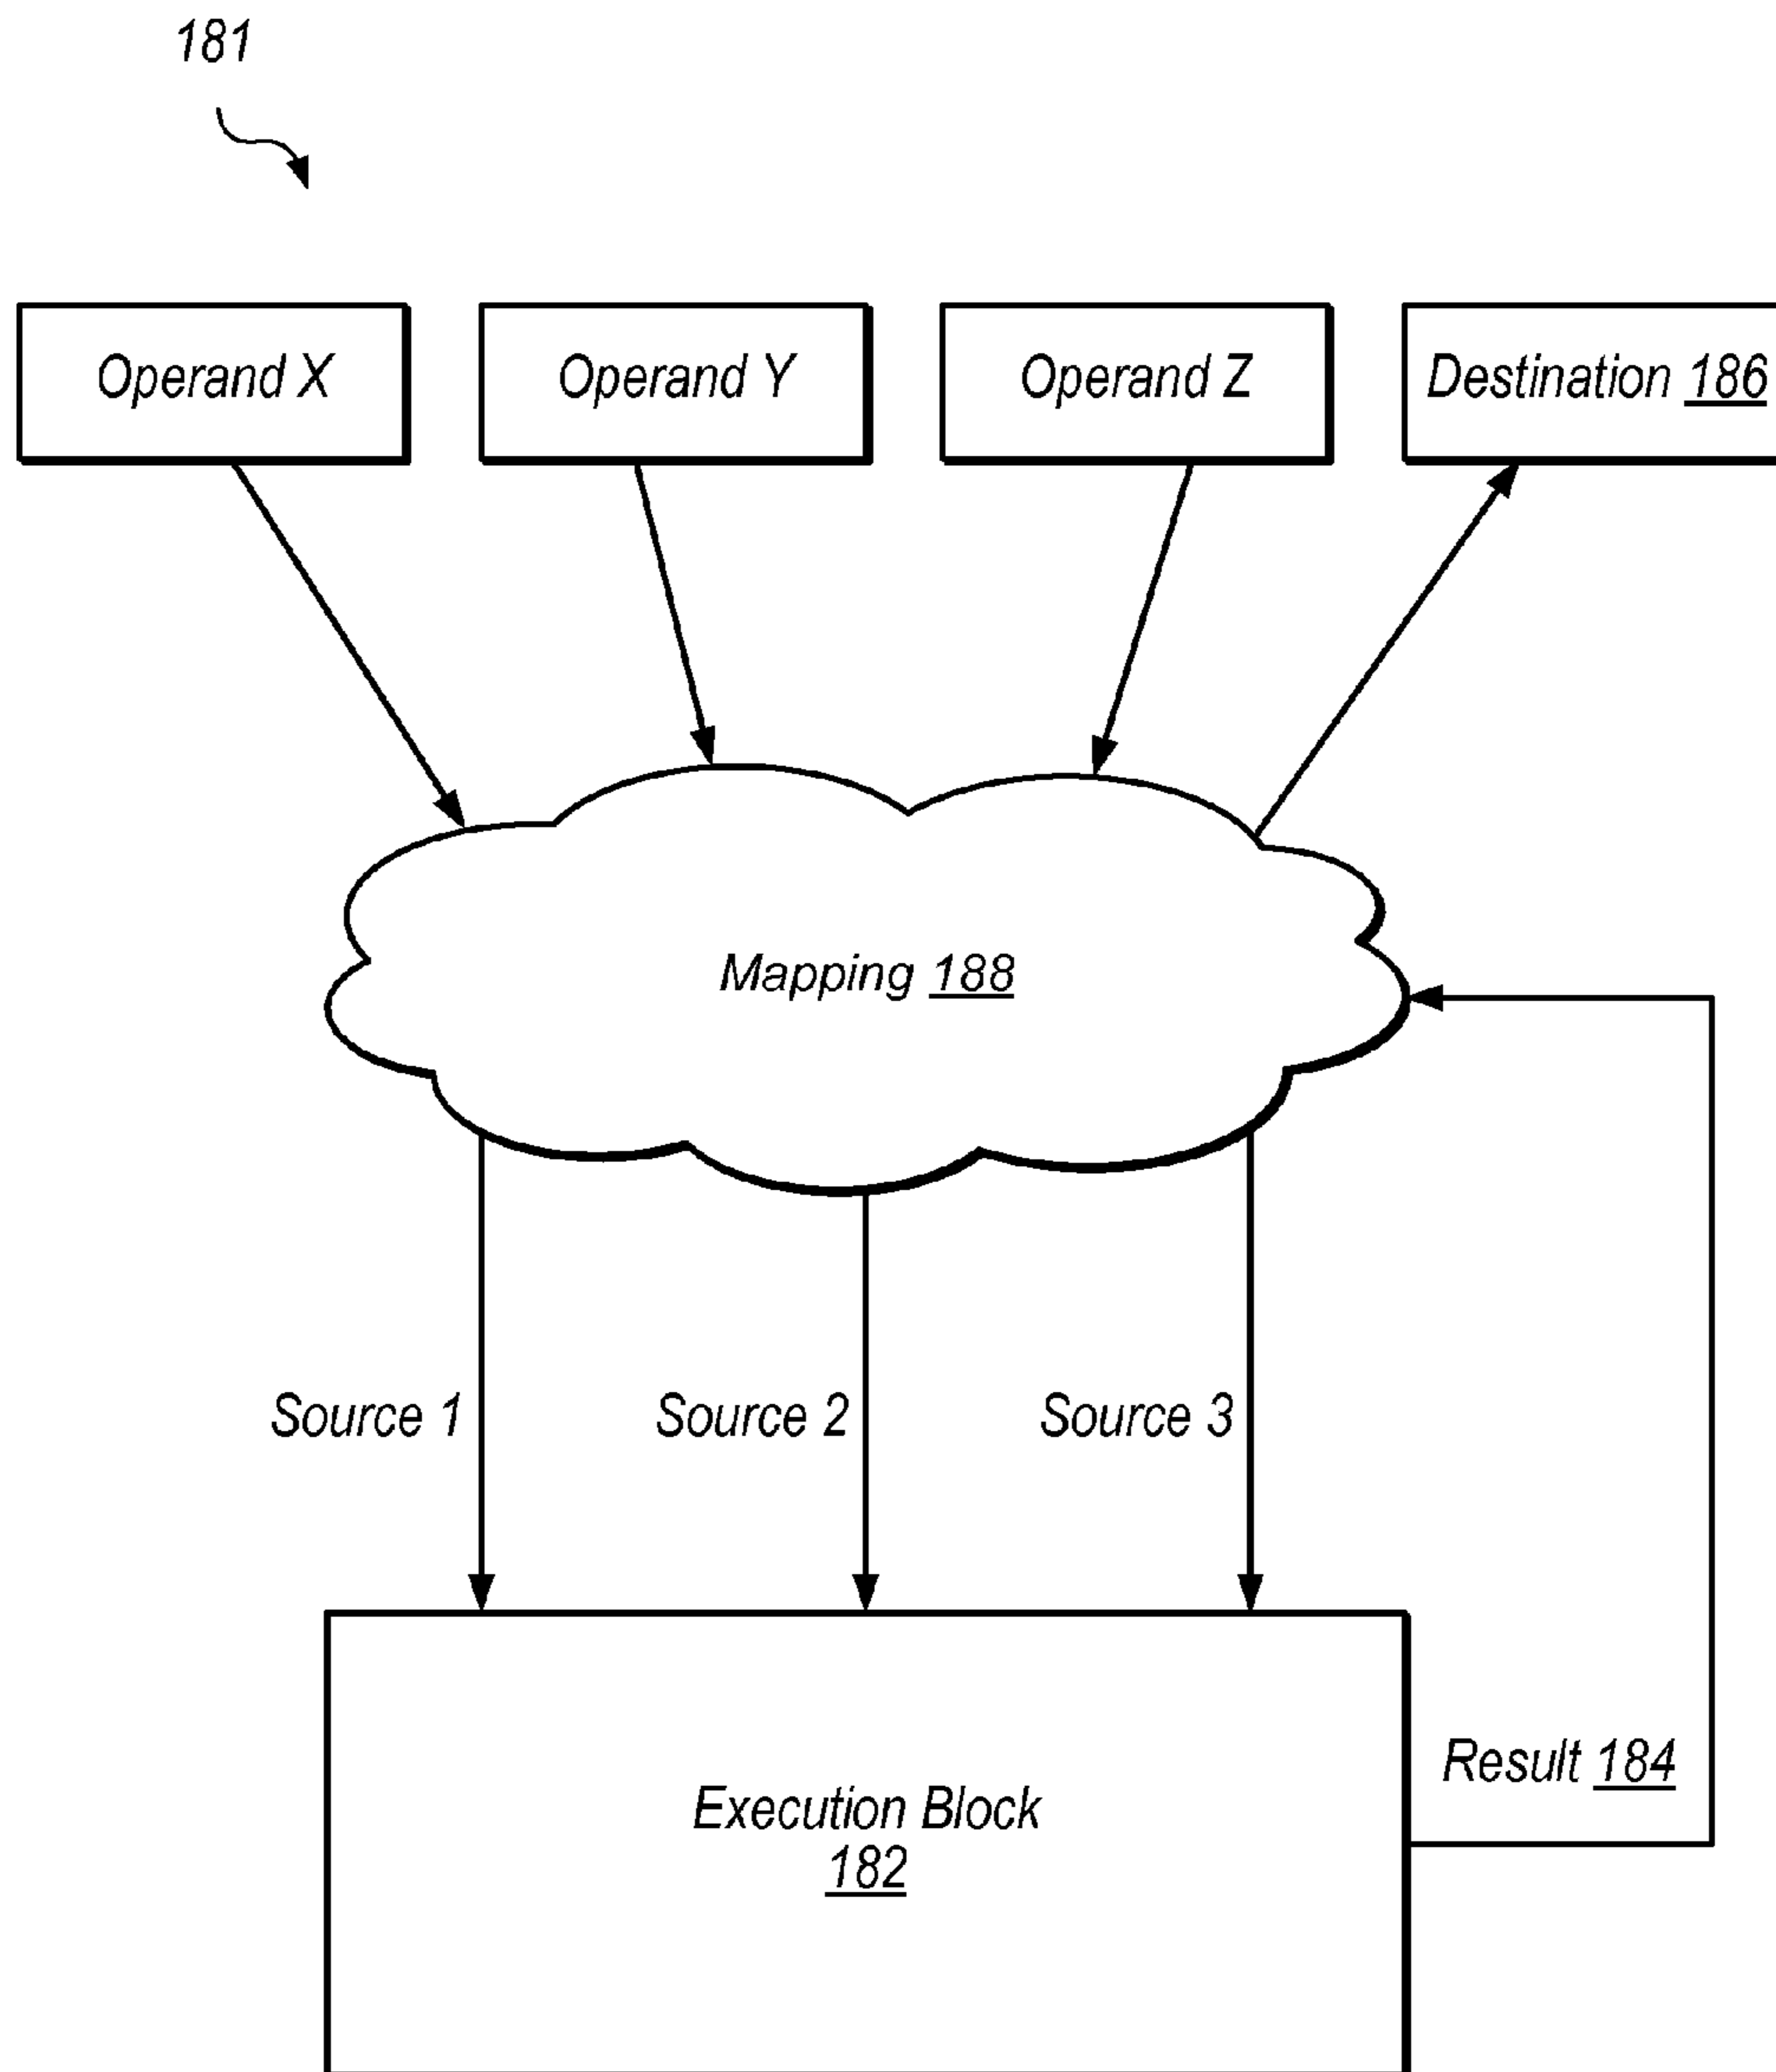 181
Operand X
Operand Y
Operand Z
Destination 186
Mapping 188
Source 1
Source 2
Source 3
Result 184
Execution Block
182